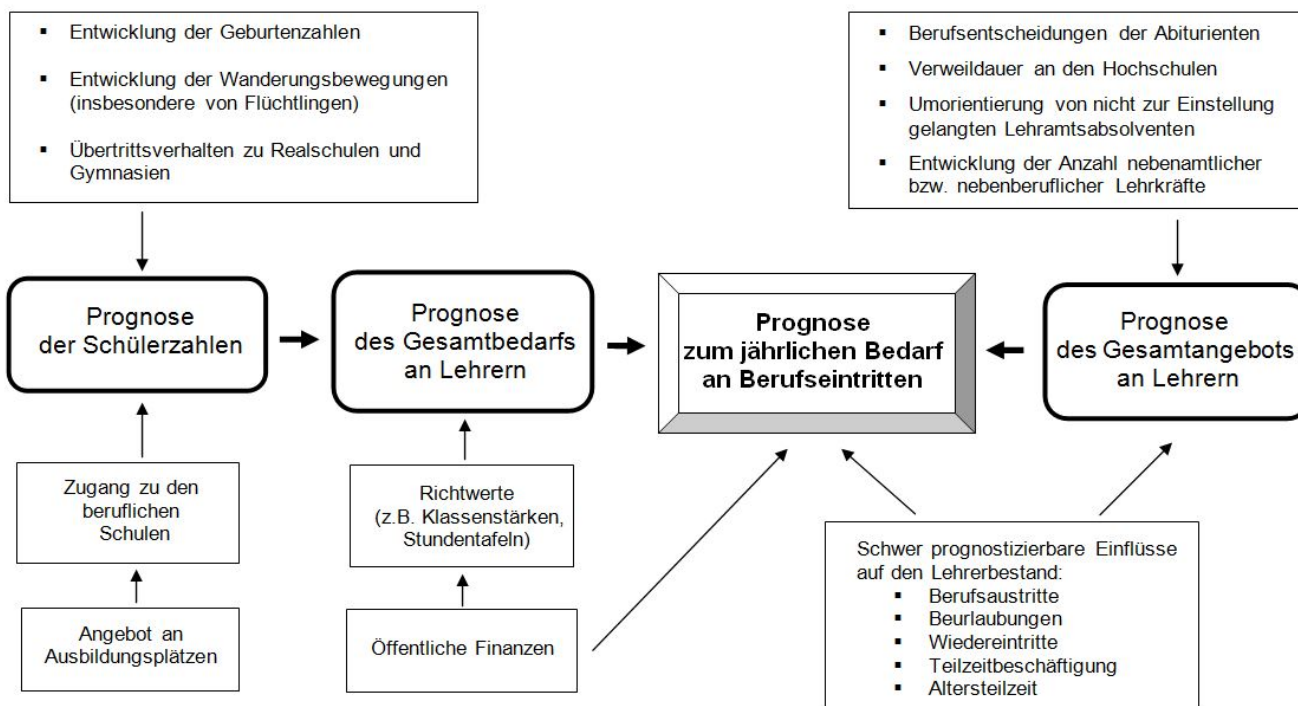 ▪ Entwicklung der Geburtenzahlen
▪ Entwicklung der Wanderungsbewegungen
(insbesondere von Flüchtlingen)
▪ Übertrittsverhalten zu Realschulen und
Gymnasien
▪ Berufsentscheidungen der Abiturienten
▪ Verweildauer an den Hochschulen
▪ Umorientierung von nicht zur Einstellung
gelangten Lehramtsabsolventen
▪ Entwicklung der Anzahl nebenamtlicher
bzw. nebenberuflicher Lehrkräfte
Prognose
der Schülerzahlen
Prognose
des Gesamtbedarfs
an Lehrern
Prognose
zum jährlichen Bedarf
an Berufseintritten
Prognose
des Gesamtangebots
an Lehrern
Zugang zu den
beruflichen
Schulen
Richtwerte
(z.B. Klassenstärken,
Stundentafeln)
Angebot an
Ausbildungsplätzen
Öffentliche Finanzen
Schwer prognostizierbare Einflüsse
auf den Lehrerbestand:
▪ Berufsaustritte
▪ Beurlaubungen
▪ Wiedereintritte
▪ Teilzeitbeschäftigung
▪ Altersteilzeit